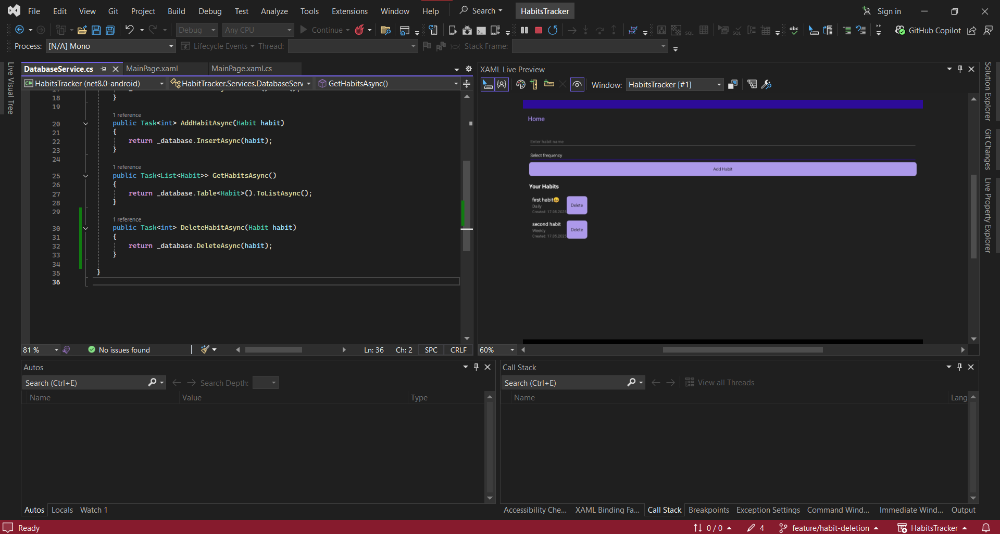 File Edit View Git Project Build Debug Test Analyze Tools Extensions Window Help Search HabitsTracker Sign in
Debug Any CPU Continue SQL SQL abc GitHub Copilot
Process: [N/A] Mono Lifecycle Events Thread: Stack Frame:
Live Visual Tree
DatabaseService.cs MainPage.xaml MainPage.xaml.cs
C# HabitsTracker (net8.0-android) HabitTracker.Services.DatabaseServ GetHabitsAsync()
18 }
19
1 reference
20 public Task<int> AddHabitAsync(Habit habit)
21 {
22 return _database.InsertAsync(habit);
23 }
24
1 reference
25 public Task<List<Habit>> GetHabitsAsync()
26 {
27 return _database.Table<Habit>().ToListAsync();
28 }
29
1 reference
30 public Task<int> DeleteHabitAsync(Habit habit)
31 {
32 return _database.DeleteAsync(habit);
33 }
34
35 }
36
81 % No issues found Ln: 36 Ch: 2 SPC CRLF
XAML Live Preview
Window: HabitsTracker [#1]
Home
Enter habit name
Select frequency
Add Habit
Your Habits
first habit😀
Daily
Created: 17.05.2025
Delete
second habit
Weekly
Created: 17.05.2025
Delete
60%
Solution Explorer
Git Changes
Live Property Explorer
Autos
Search (Ctrl+E) Search Depth:
Name Value Type
Autos Locals Watch 1
Call Stack
Search (Ctrl+E) View all Threads
Name Lang
Accessibility Che... XAML Binding Fa... Call Stack Breakpoints Exception Settings Command Wind... Immediate Wind... Output
Ready 0 / 0 4 feature/habit-deletion HabitsTracker